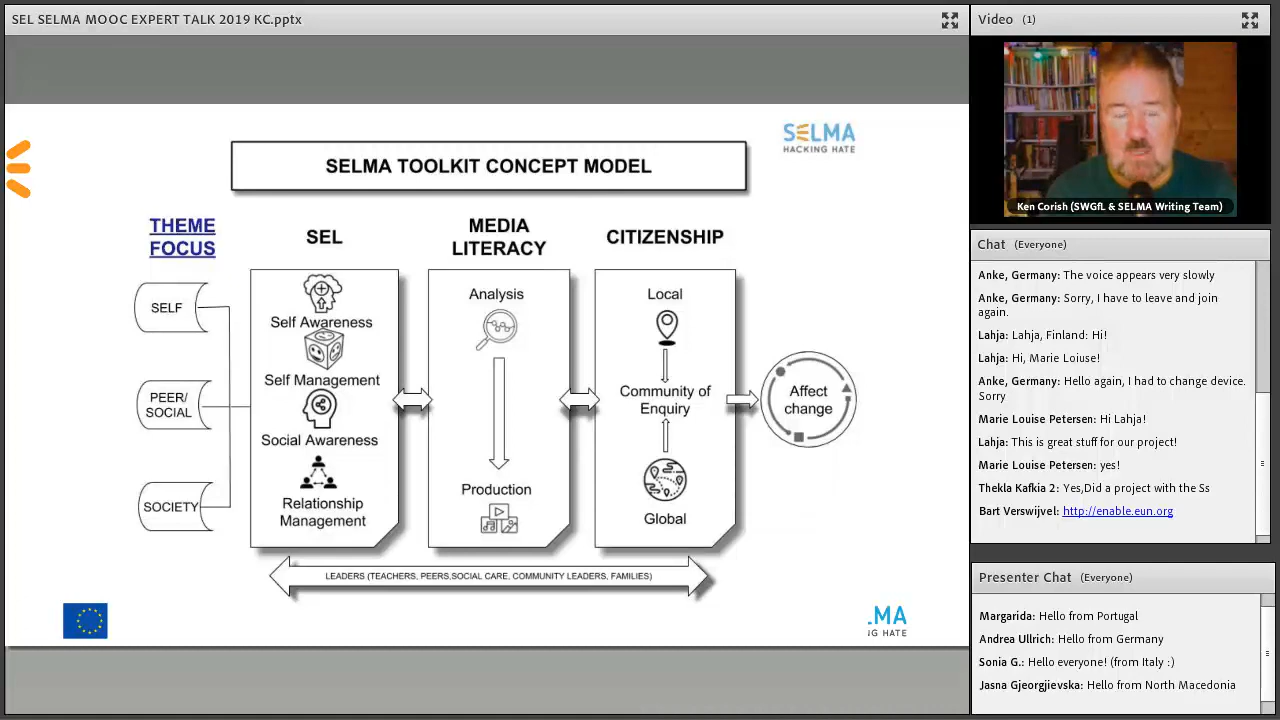 SEL SELMA MOOC EXPERT TALK 2019 KC.pptx
SELMA
HACKING HATE
SELMA TOOLKIT CONCEPT MODEL
THEME
FOCUS
SELF
PEER/
SOCIAL
SOCIETY
SEL
Self Awareness
Self Management
Social Awareness
Relationship
Management
MEDIA
LITERACY
Analysis
Production
CITIZENSHIP
Local
Community of
Enquiry
Global
Affect
change
LEADERS (TEACHERS, PEERS,SOCIAL CARE, COMMUNITY LEADERS, FAMILIES)
.MA
IG HATE
Video (1)
Ken Corish (SWGfL & SELMA Writing Team)
Chat (Everyone)
Anke, Germany: The voice appears very slowly
Anke, Germany: Sorry, I have to leave and join
again.
Lahja: Lahja, Finland: Hi!
Lahja: Hi, Marie Loiuse!
Anke, Germany: Hello again, I had to change device.
Sorry
Marie Louise Petersen: Hi Lahja!
Lahja: This is great stuff for our project!
Marie Louise Petersen: yes!
Thekla Kafkia 2: Yes,Did a project with the Ss
Bart Verswijvel: http://enable.eun.org
Presenter Chat (Everyone)
Margarida: Hello from Portugal
Andrea Ullrich: Hello from Germany
Sonia G.: Hello everyone! (from Italy :)
Jasna Gjeorgjievska: Hello from North Macedonia